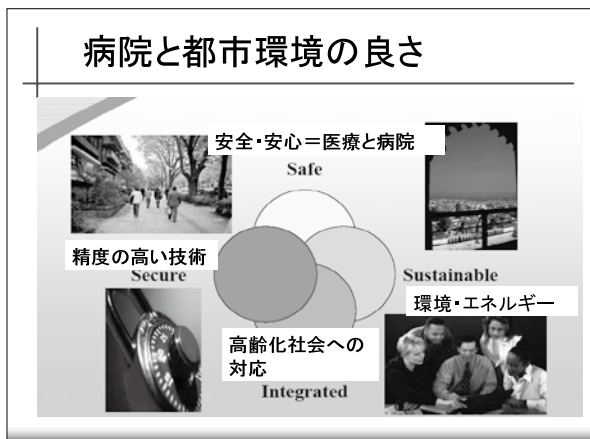 病院と都市環境の良さ
安全・安心＝医療と病院
Safe
精度の高い技術
Secure
Sustainable
環境・エネルギー
高齢化社会への
対応
Integrated